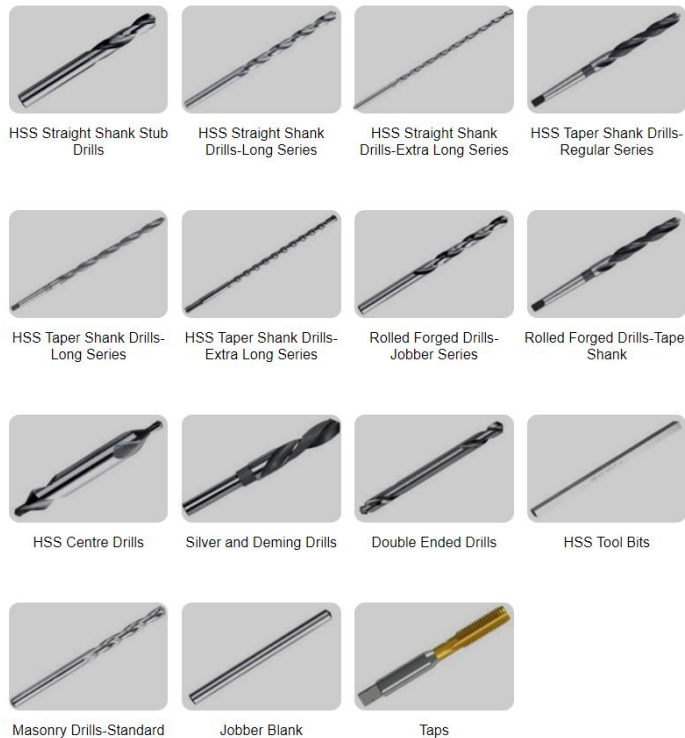 HSS Straight Shank Stub
Drills
HSS Straight Shank
Drills-Long Series
HSS Straight Shank
Drills-Extra Long Series
HSS Taper Shank Drills-
Regular Series
HSS Taper Shank Drills-
Long Series
HSS Taper Shank Drills-
Extra Long Series
Rolled Forged Drills-
Jobber Series
Rolled Forged Drills-Tape
Shank
HSS Centre Drills
Silver and Deming Drills
Double Ended Drills
HSS Tool Bits
Masonry Drills-Standard
Jobber Blank
Taps